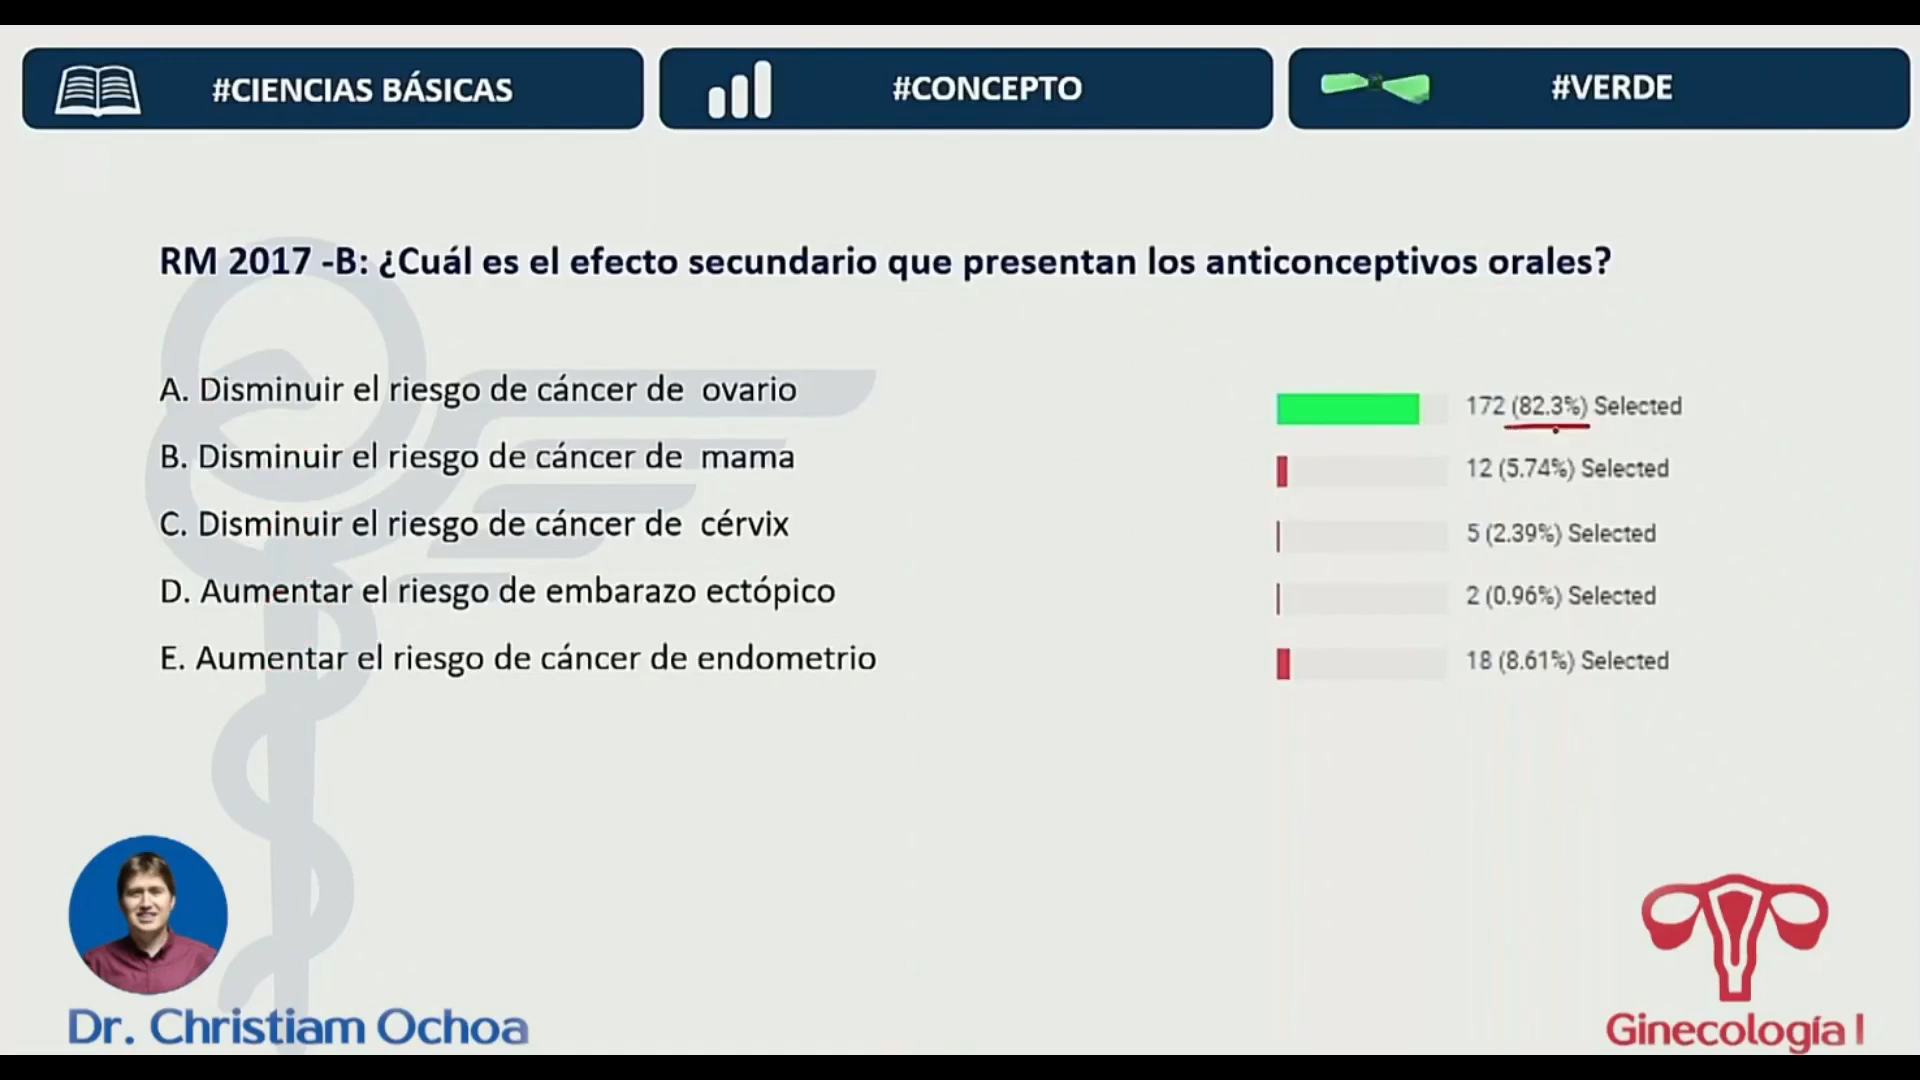 #CIENCIAS BÁSICAS
#CONCEPTO
#VERDE
RM 2017 -B: ¿Cuál es el efecto secundario que presentan los anticonceptivos orales?
A. Disminuir el riesgo de cáncer de ovario
172 (82.3%) Selected
B. Disminuir el riesgo de cáncer de mama
12 (5.74%) Selected
C. Disminuir el riesgo de cáncer de cérvix
5 (2.39%) Selected
D. Aumentar el riesgo de embarazo ectópico
2 (0.96%) Selected
E. Aumentar el riesgo de cáncer de endometrio
18 (8.61%) Selected
Dr. Christiam Ochoa
Ginecología I